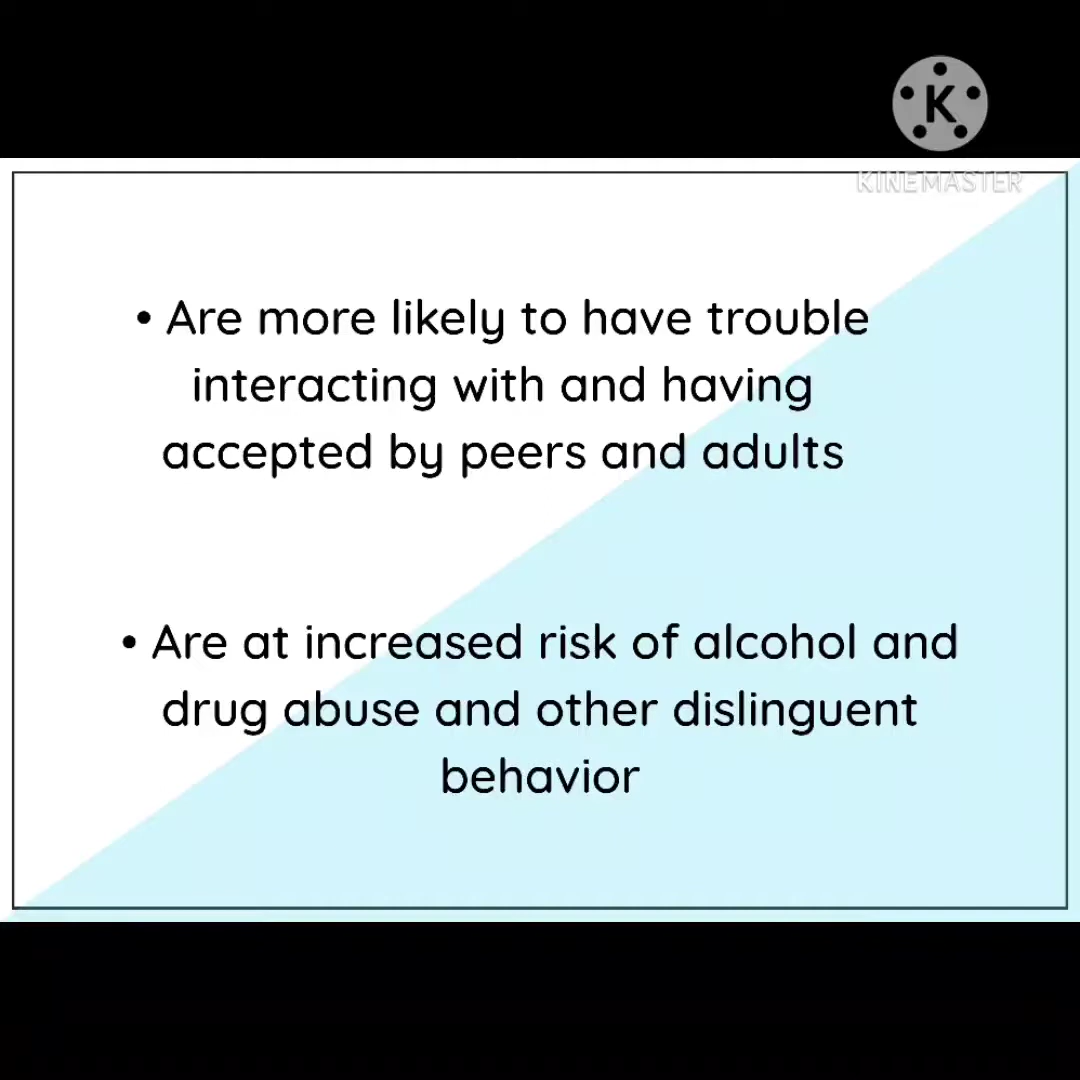 K
KINEMASTER
• Are more likely to have trouble
interacting with and having
accepted by peers and adults
• Are at increased risk of alcohol and
drug abuse and other dislinguent
behavior